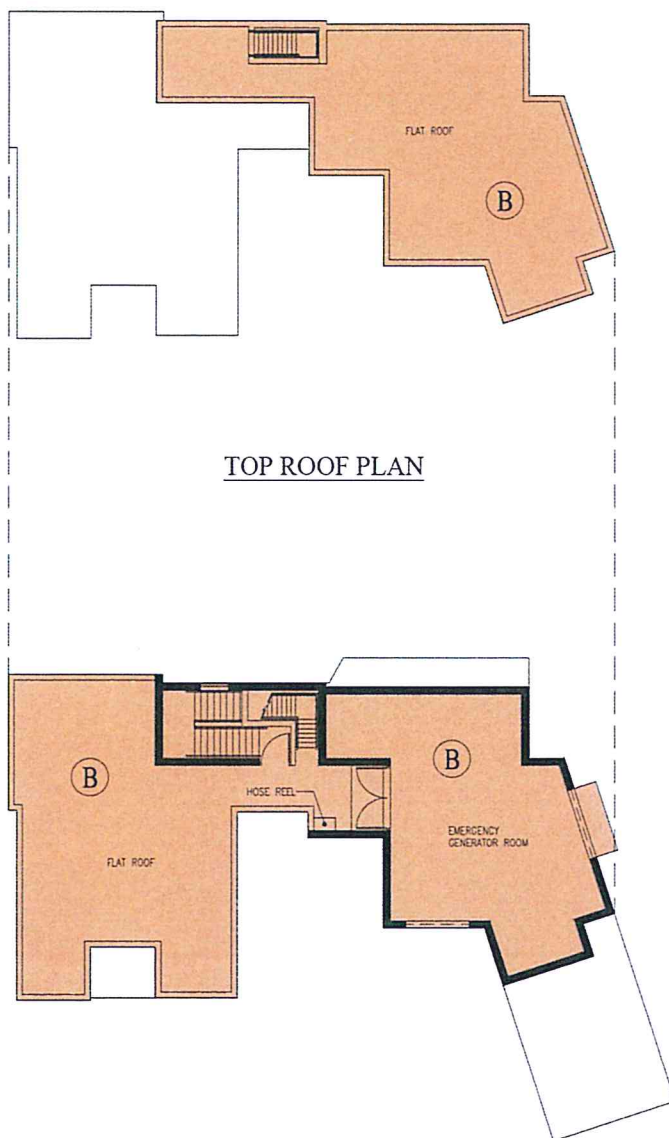 FLAT ROOF
B
TOP ROOF PLAN
B
B
HOSE REEL
EMERGENCY
GENERATOR ROOM
FLAT ROOF